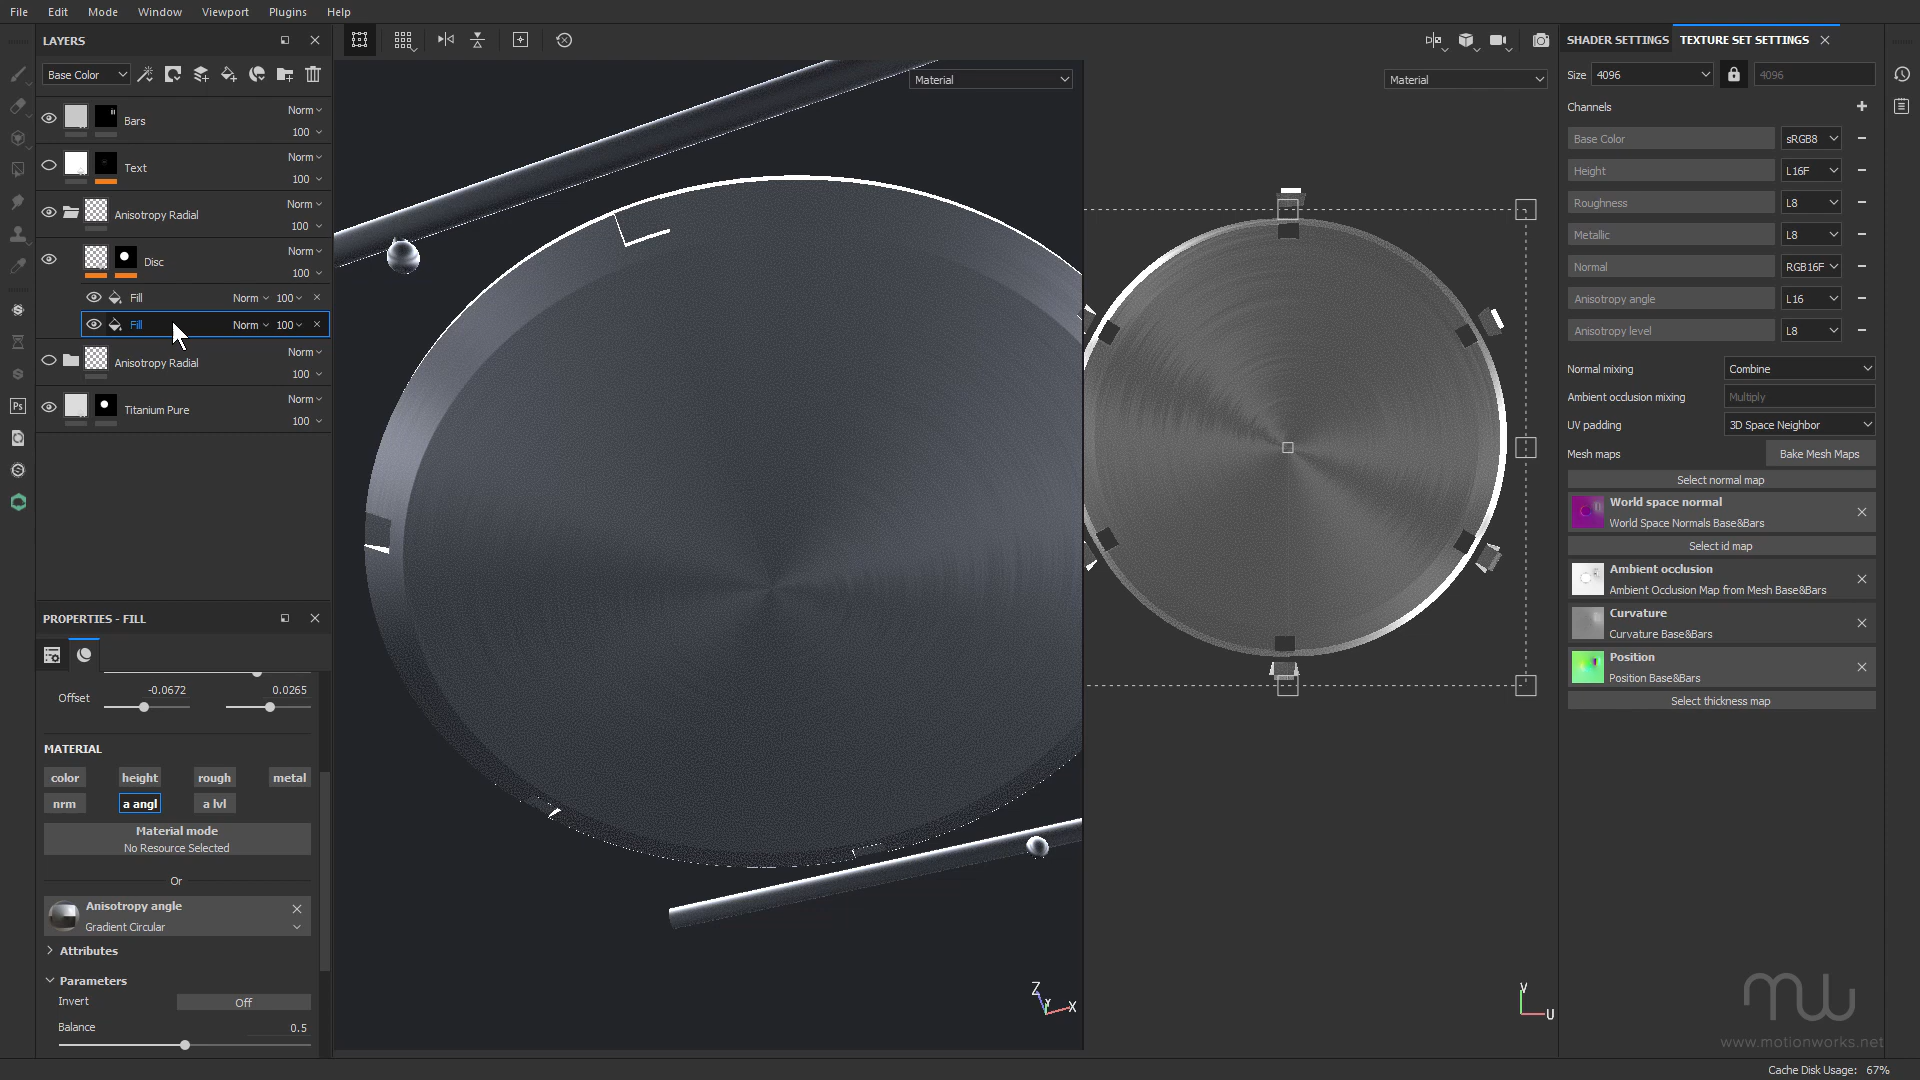 File Edit Mode Window Viewport Plugins Help
LAYERS
Base Color
Bars Norm
100
Text Norm
100
Anisotropy Radial Norm
100
Disc Norm
100
Fill Norm 100
Fill Norm 100
Anisotropy Radial Norm
100
Titanium Pure Norm
100
Ps
PROPERTIES - FILL
-0.0672 0.0265
Offset
MATERIAL
color height rough metal
nrm a angl a lvl
Material mode
No Resource Selected
Or
Anisotropy angle
Gradient Circular
Attributes
Parameters
Invert Off
Balance 0.5
Material
Z Y X
Material
V U
SHADER SETTINGS TEXTURE SET SETTINGS
Size 4096 4096
Channels
Base Color sRGB8
Height L16F
Roughness L8
Metallic L8
Normal RGB16F
Anisotropy angle L16
Anisotropy level L8
Normal mixing Combine
Ambient occlusion mixing Multiply
UV padding 3D Space Neighbor
Mesh maps Bake Mesh Maps
Select normal map
World space normal
World Space Normals Base&Bars
Select id map
Ambient occlusion
Ambient Occlusion Map from Mesh Base&Bars
Curvature
Curvature Base&Bars
Position
Position Base&Bars
Select thickness map
mw
www.motionworks.net
Cache Disk Usage: 67%